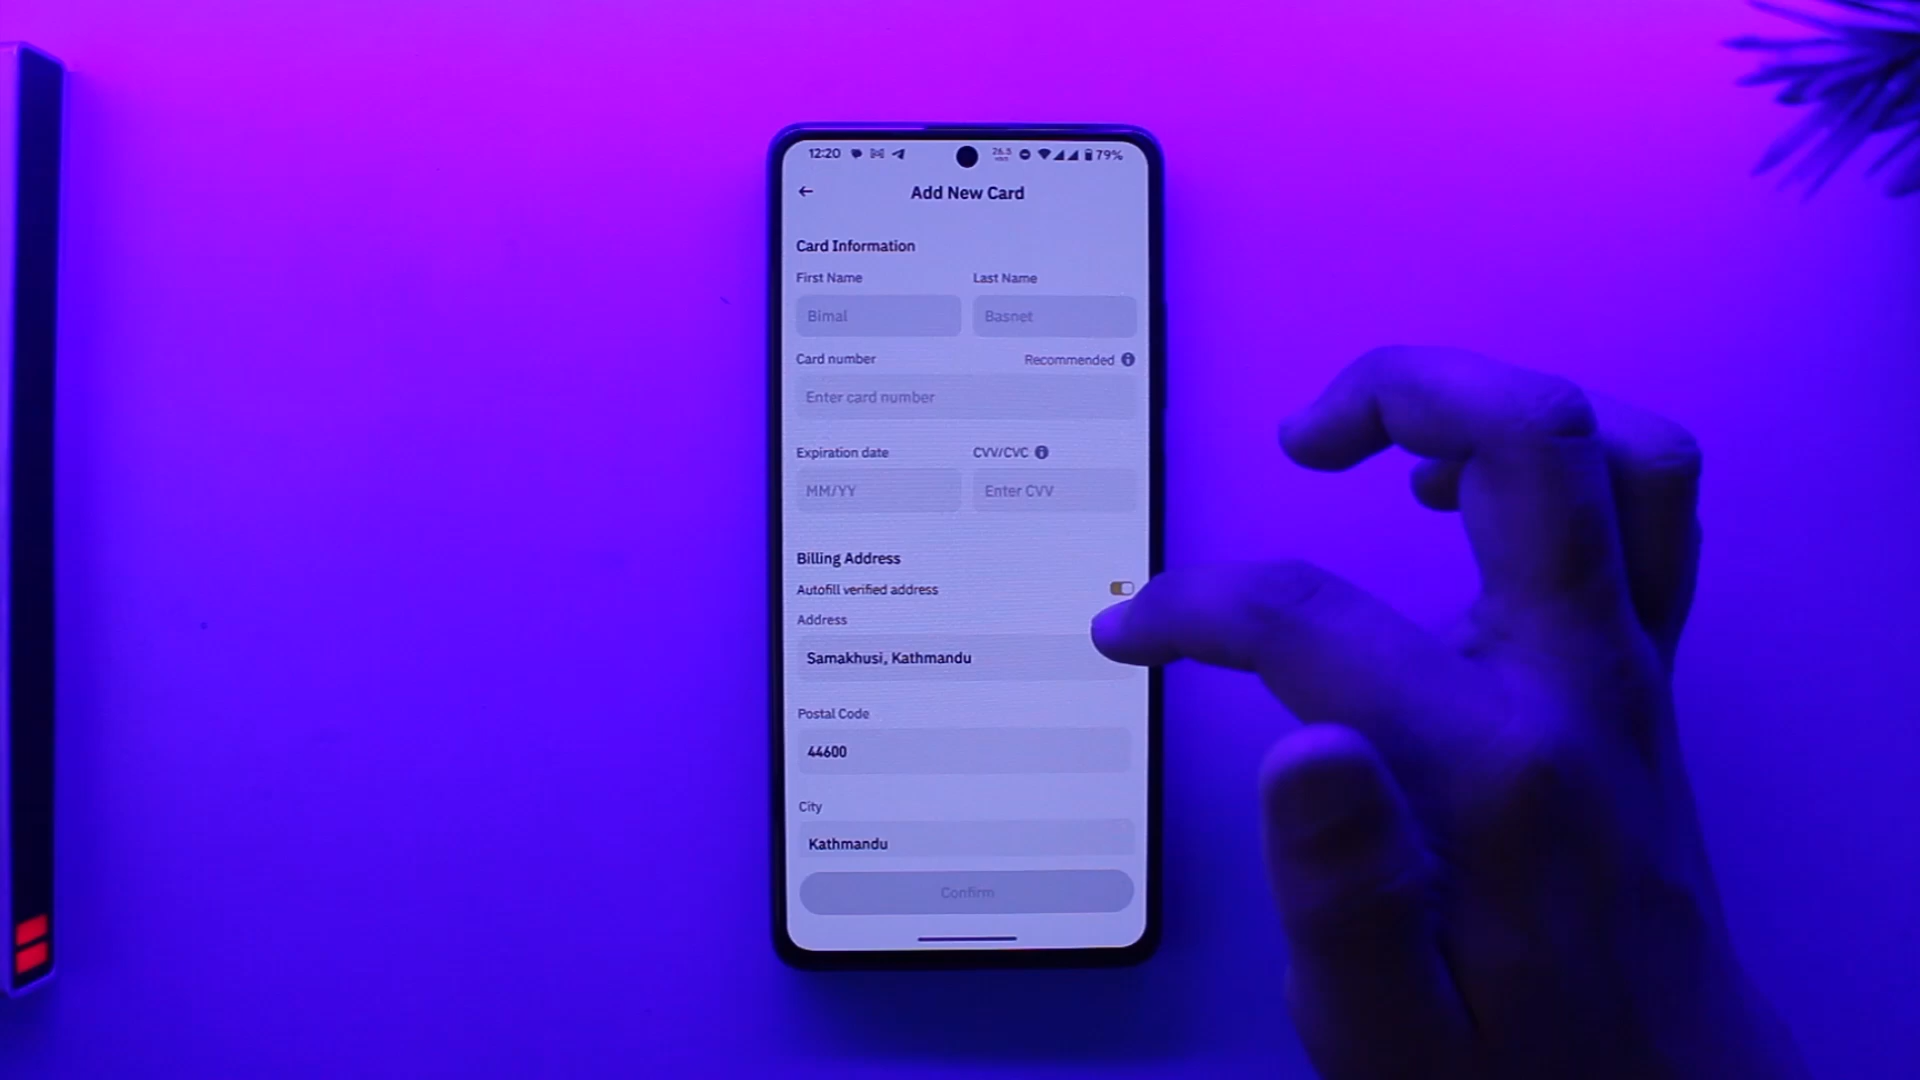 12:20 79%
Add New Card
Card Information
First Name Last Name
Bimal Basnet
Card number Recommended
Enter card number
Expiration date CVV/CVC
MM/YY Enter CVV
Billing Address
Autofill verified address
Address
Samakhusi, Kathmandu
Postal Code
44600
City
Kathmandu
Confirm